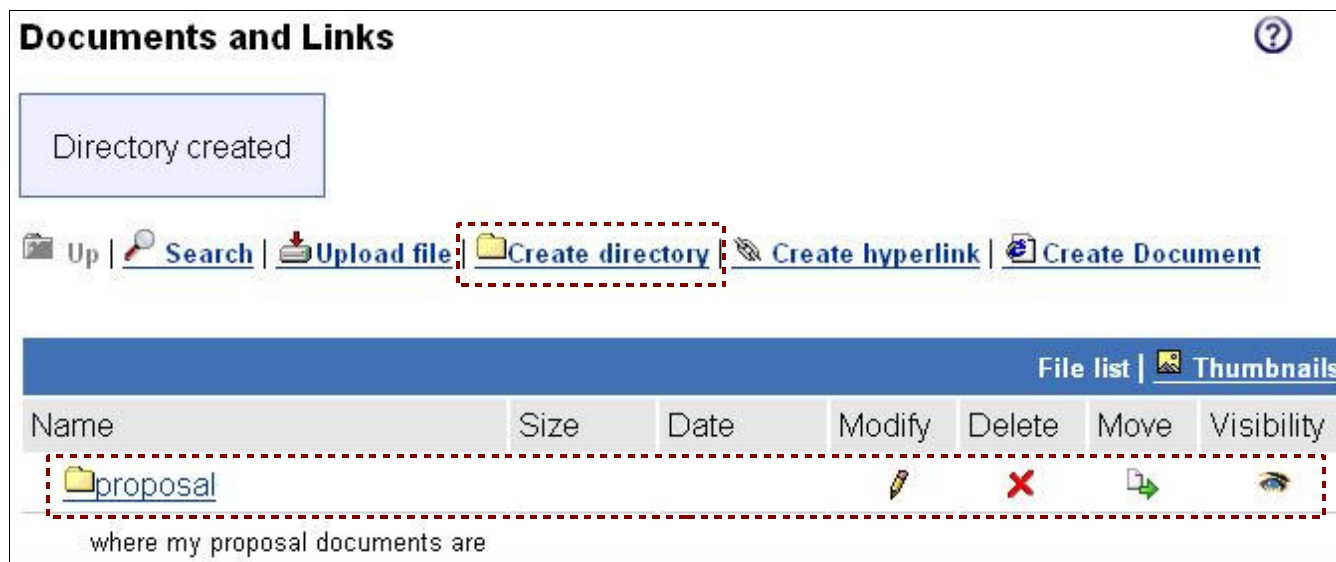 Documents and Links
Directory created
Up | Search | Upload file | Create directory | Create hyperlink | Create Document
File list | Thumbnails
Name Size Date Modify Delete Move Visibility
proposal
where my proposal documents are